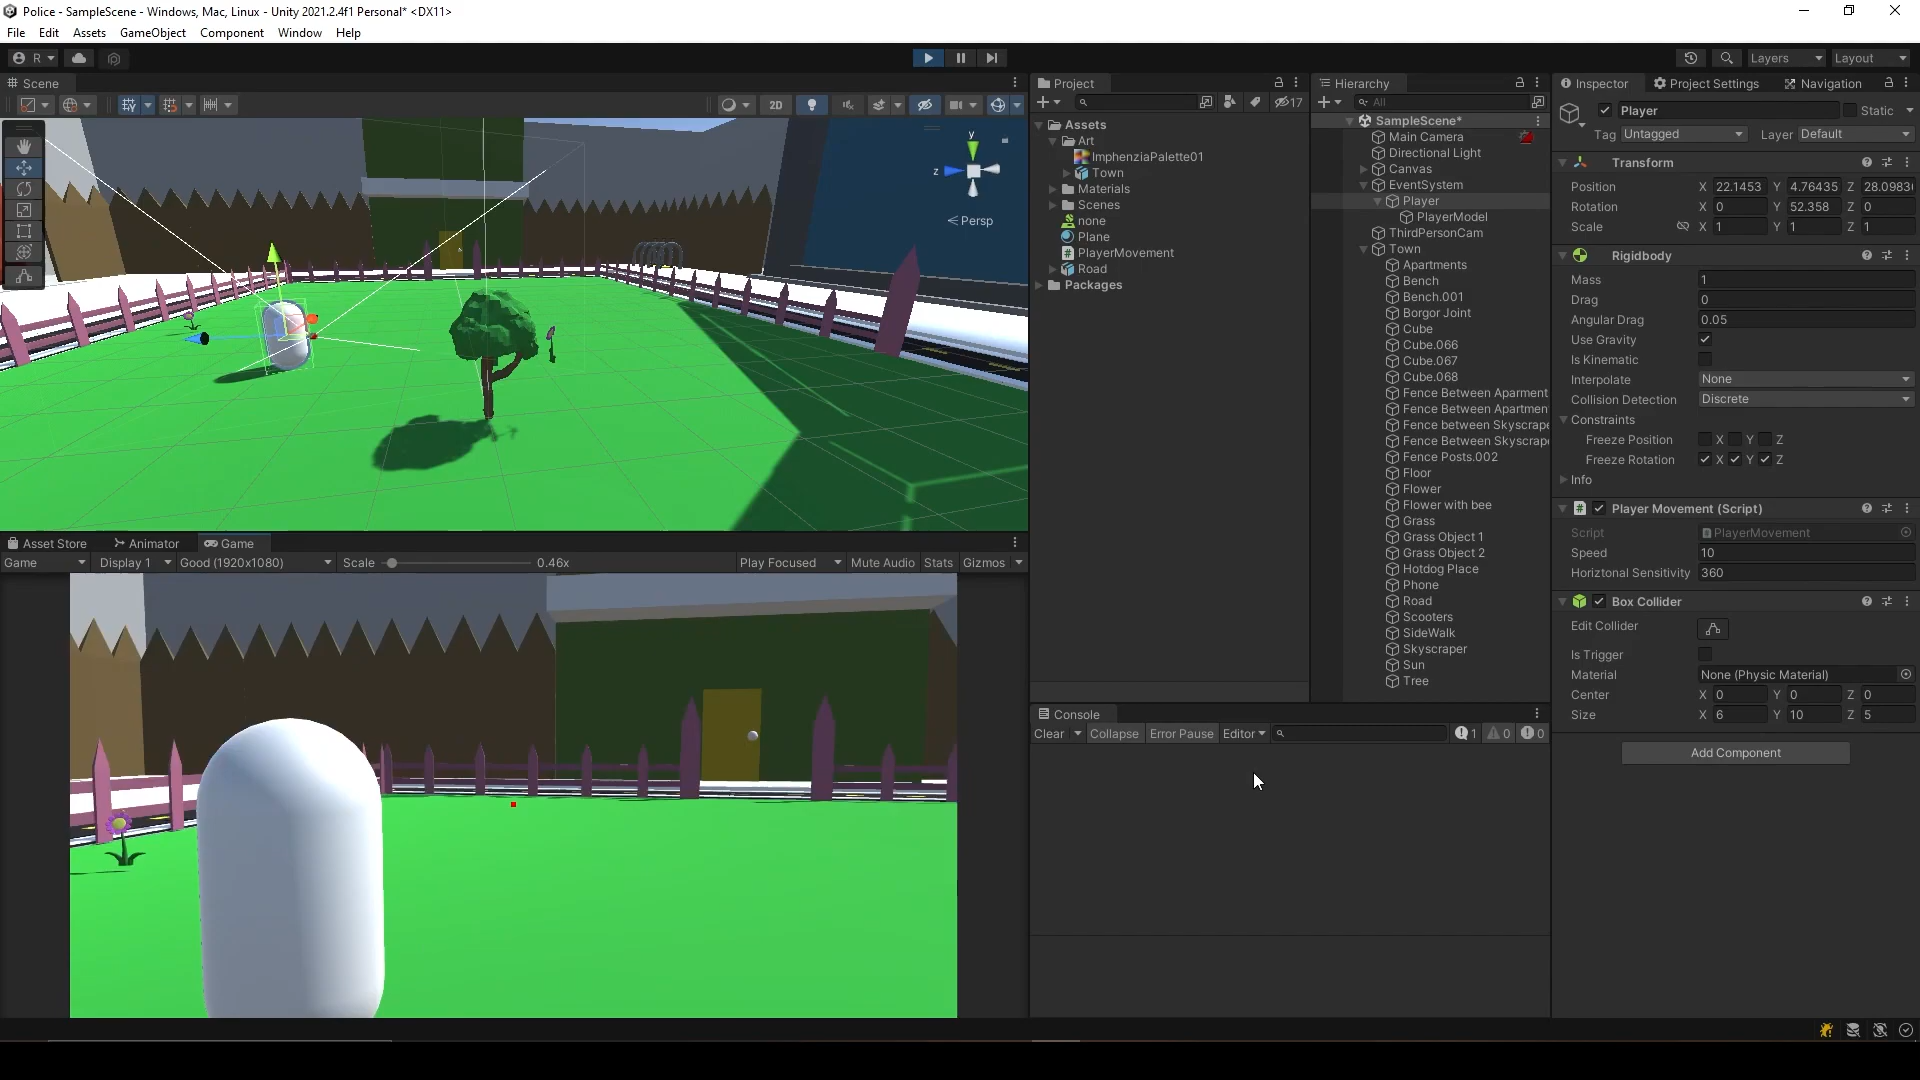 Police - SampleScene - Windows, Mac, Linux - Unity 2021.2.4f1 Personal* <DX11>
File Edit Assets GameObject Component Window Help
R Layers Layout
Scene
2D 
y
z
Persp
Asset Store Animator Game
Game Display 1 Good (1920x1080) Scale 0.46x Play Focused Mute Audio Stats Gizmos
Project
17
Assets
Art
ImphenziaPalette01
Town
Materials
Scenes
none
Plane
PlayerMovement
Road
Packages
Hierarchy
All
SampleScene*
Main Camera
Directional Light
Canvas
EventSystem
Player
PlayerModel
ThirdPersonCam
Town
Apartments
Bench
Bench.001
Borgor Joint
Cube
Cube.066
Cube.067
Cube.068
Fence Between Aparment
Fence Between Apartmen
Fence between Skyscrape
Fence Between Skyscrape
Fence Posts.002
Floor
Flower
Flower with bee
Grass
Grass Object 1
Grass Object 2
Hotdog Place
Phone
Road
Scooters
SideWalk
Skyscraper
Sun
Tree
Console
Clear Collapse Error Pause Editor 1 0 0
Inspector Project Settings Navigation
Player Static
Tag Untagged Layer Default
Transform
Position X 22.1453 Y 4.76435 Z 28.0983
Rotation X 0 Y 52.358 Z 0
Scale X 1 Y 1 Z 1
Rigidbody
Mass 1
Drag 0
Angular Drag 0.05
Use Gravity
Is Kinematic
Interpolate None
Collision Detection Discrete
Constraints
Freeze Position X Y Z
Freeze Rotation X Y Z
Info
Player Movement (Script)
Script PlayerMovement
Speed 10
Horiztonal Sensitivity 360
Box Collider
Edit Collider
Is Trigger
Material None (Physic Material)
Center X 0 Y 0 Z 0
Size X 6 Y 10 Z 5
Add Component